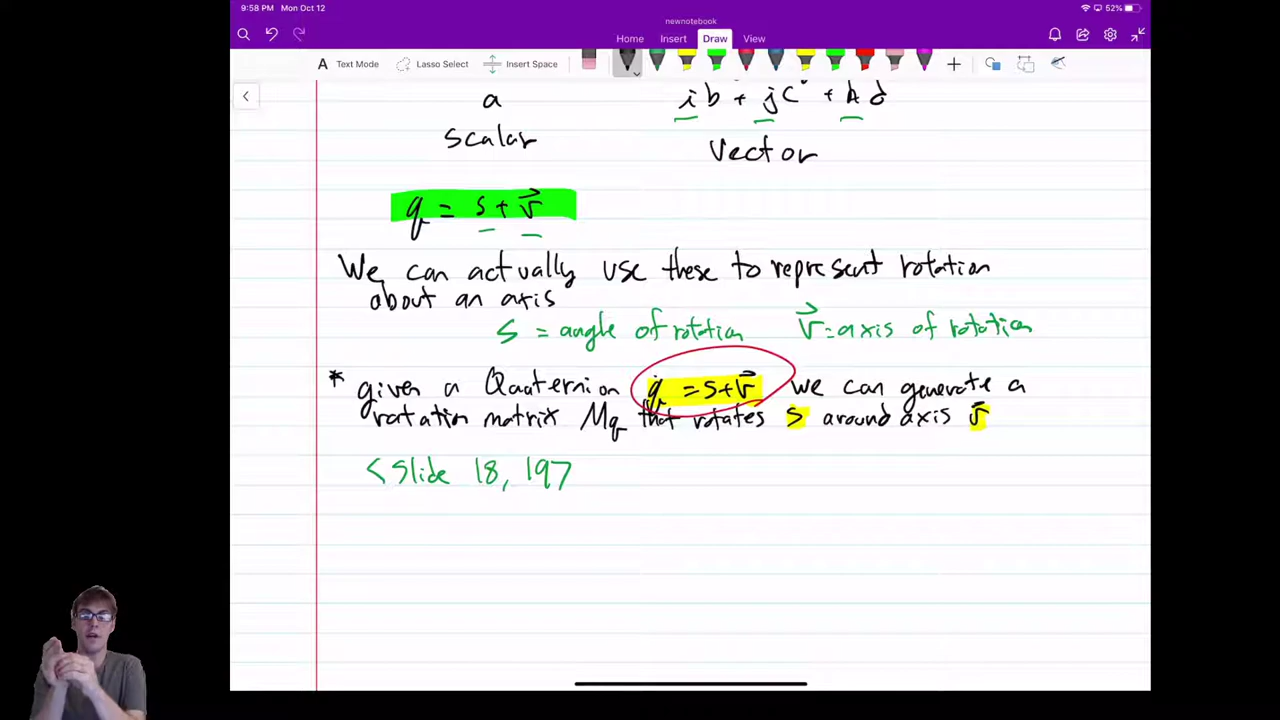 9:58 PM Mon Oct 12
52%
newnotebook
Home Insert Draw View
Text Mode Lasso Select Insert Space
a
ib + jc + kd
scalar
Vector
q = s + v
We can actually use these to represent rotation
about an axis
s = angle of rotation v = axis of rotation
* given a Quaternion q = s + v we can generate a
rotation matrix Mq that rotates s around axis v
<Slide 18, 19>